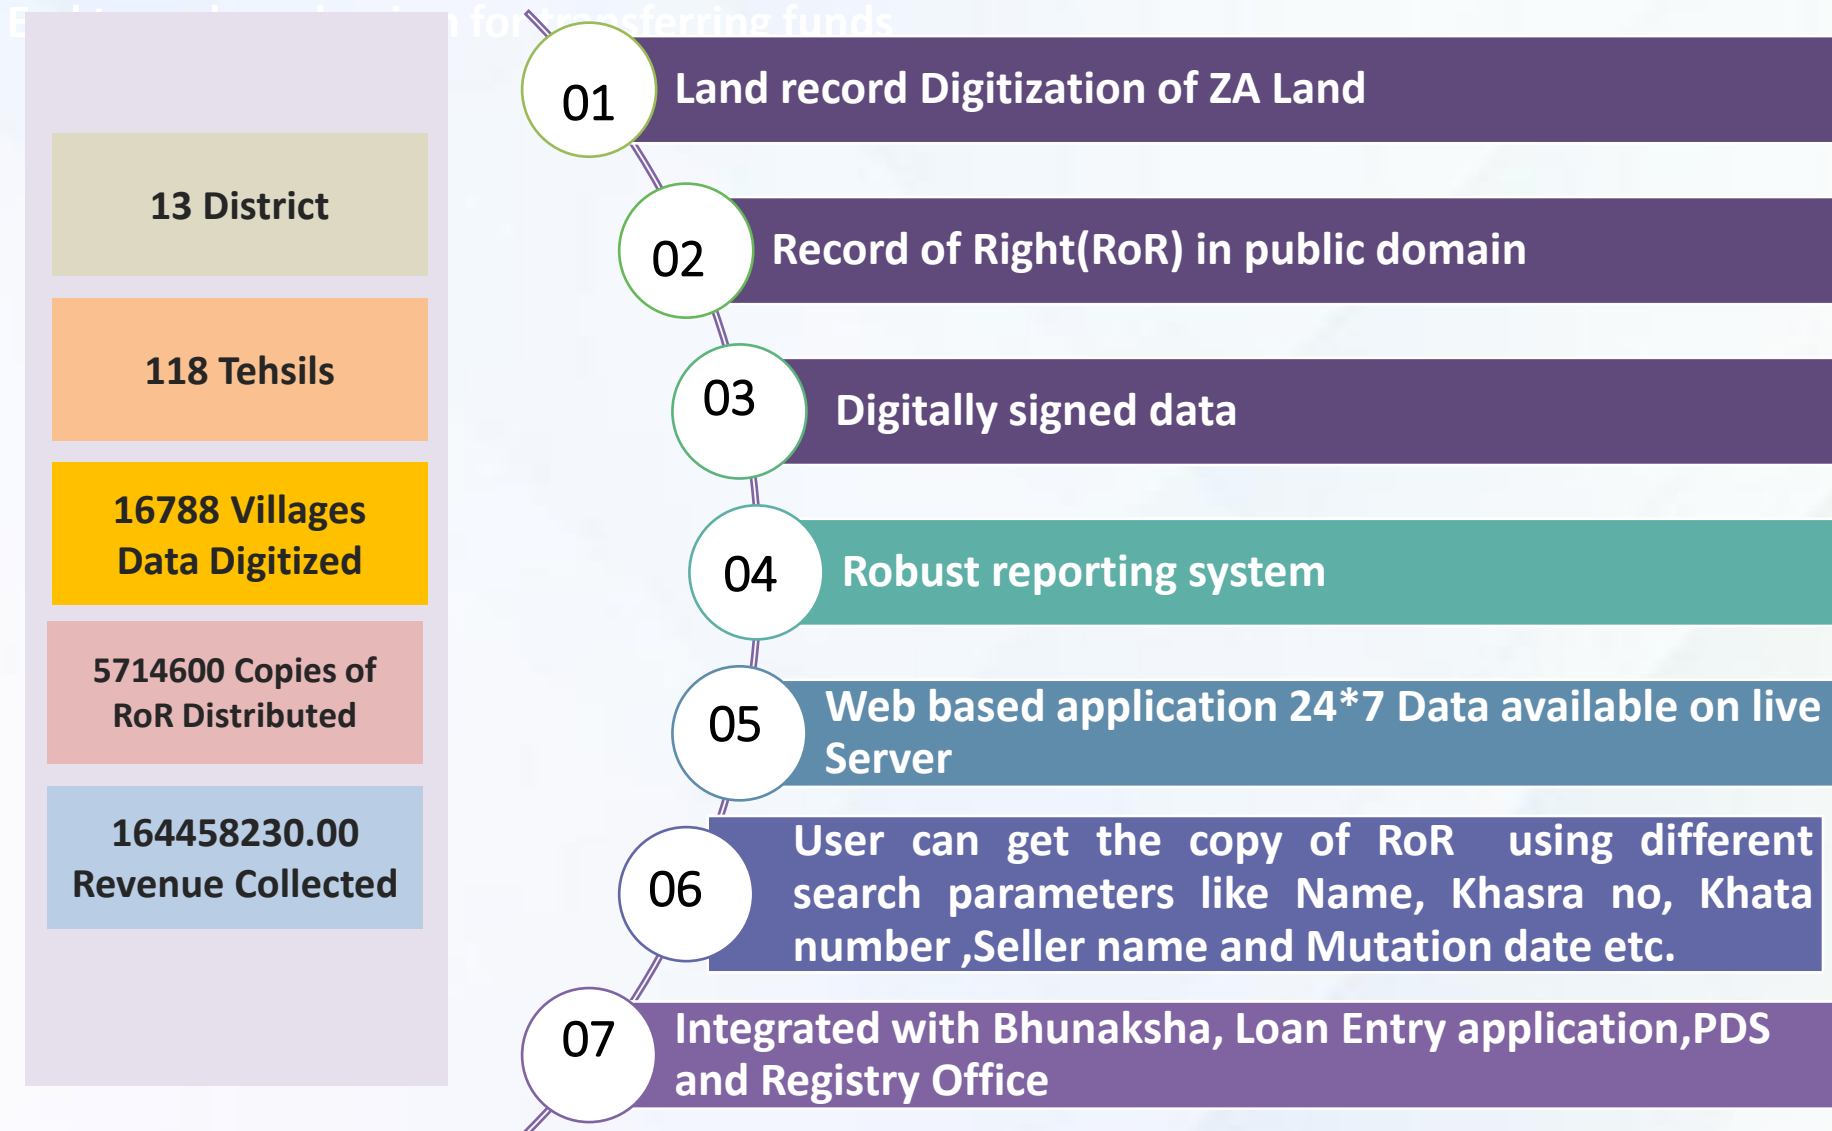 for transferring funds
13 District
118 Tehsils
16788 Villages
Data Digitized
5714600 Copies of
RoR Distributed
164458230.00
Revenue Collected
01
Land record Digitization of ZA Land
02
Record of Right(RoR) in public domain
03
Digitally signed data
04
Robust reporting system
05
Web based application 24*7 Data available on live
Server
06
User can get the copy of RoR using different
search parameters like Name, Khasra no, Khata
number ,Seller name and Mutation date etc.
07
Integrated with Bhunaksha, Loan Entry application,PDS
and Registry Office